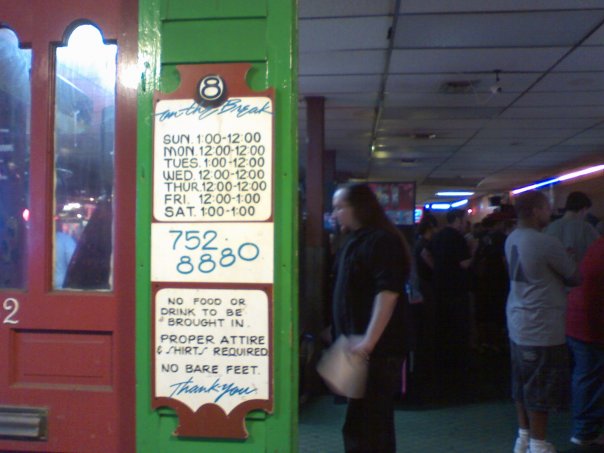 8
on the Break
SUN. 1:00-12:00
MON. 12:00-12:00
TUES. 1:00-12:00
WED. 12:00-12:00
THUR. 12:00-12:00
FRI. 12:00-1:00
SAT. 1:00-1:00
752-
8880
NO FOOD OR
DRINK TO BE
BROUGHT IN.
PROPER ATTIRE
& SHIRTS REQUIRED
NO BARE FEET.
Thank you.
2